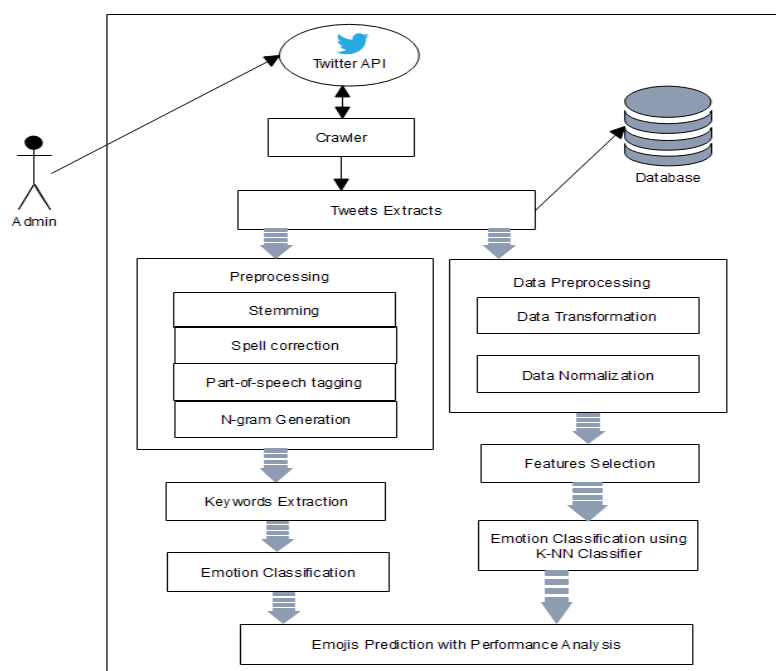 Twitter API
Crawler
Admin
Database
Tweets Extracts
Preprocessing
Stemming
Spell correction
Part-of-speech tagging
N-gram Generation
Data Preprocessing
Data Transformation
Data Normalization
Keywords Extraction
Features Selection
Emotion Classification
Emotion Classification using
K-NN Classifier
Emojis Prediction with Performance Analysis